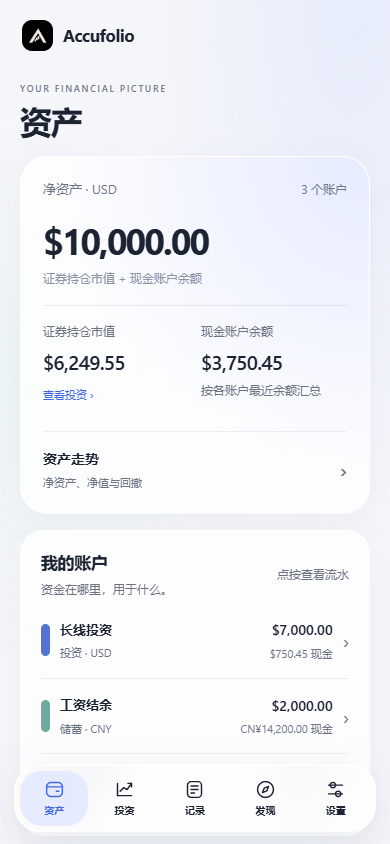 Accufolio
YOUR FINANCIAL PICTURE
资产
净资产 · USD
3 个账户
$10,000.00
证券持仓市值 + 现金账户余额
证券持仓市值
现金账户余额
$6,249.55
$3,750.45
查看投资 ›
按各账户最近余额汇总
资产走势
净资产、净值与回撤
›
我的账户
点按查看流水
资金在哪里，用于什么。
长线投资
$7,000.00
投资 · USD
$750.45 现金
›
工资结余
$2,000.00
储蓄 · CNY
CN¥14,200.00 现金
›
资产
投资
记录
发现
设置